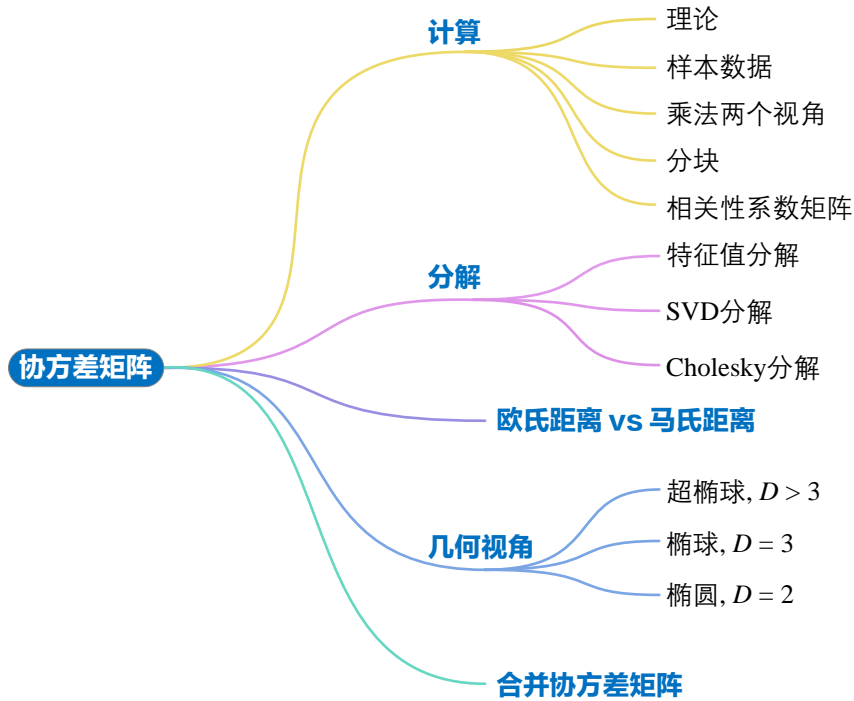 协方差矩阵
计算
理论
样本数据
乘法两个视角
分块
相关性系数矩阵
分解
特征值分解
SVD分解
Cholesky分解
欧氏距离 vs 马氏距离
几何视角
超椭球, D > 3
椭球, D = 3
椭圆, D = 2
合并协方差矩阵